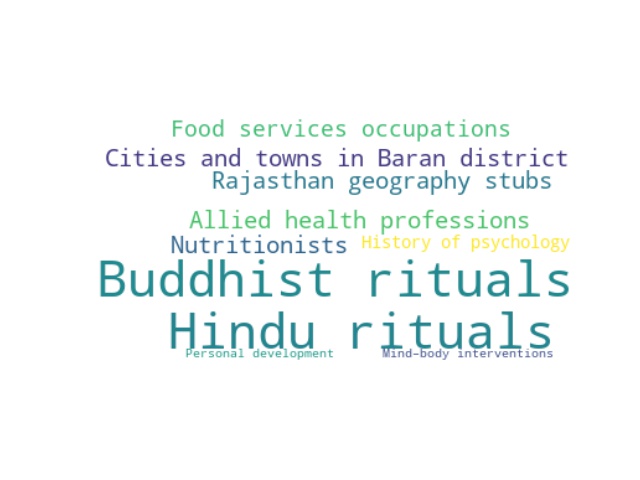 Food services occupations
Cities and towns in Baran district
Rajasthan geography stubs
Allied health professions
Nutritionists
History of psychology
Buddhist rituals
Hindu rituals
Personal development
Mind–body interventions